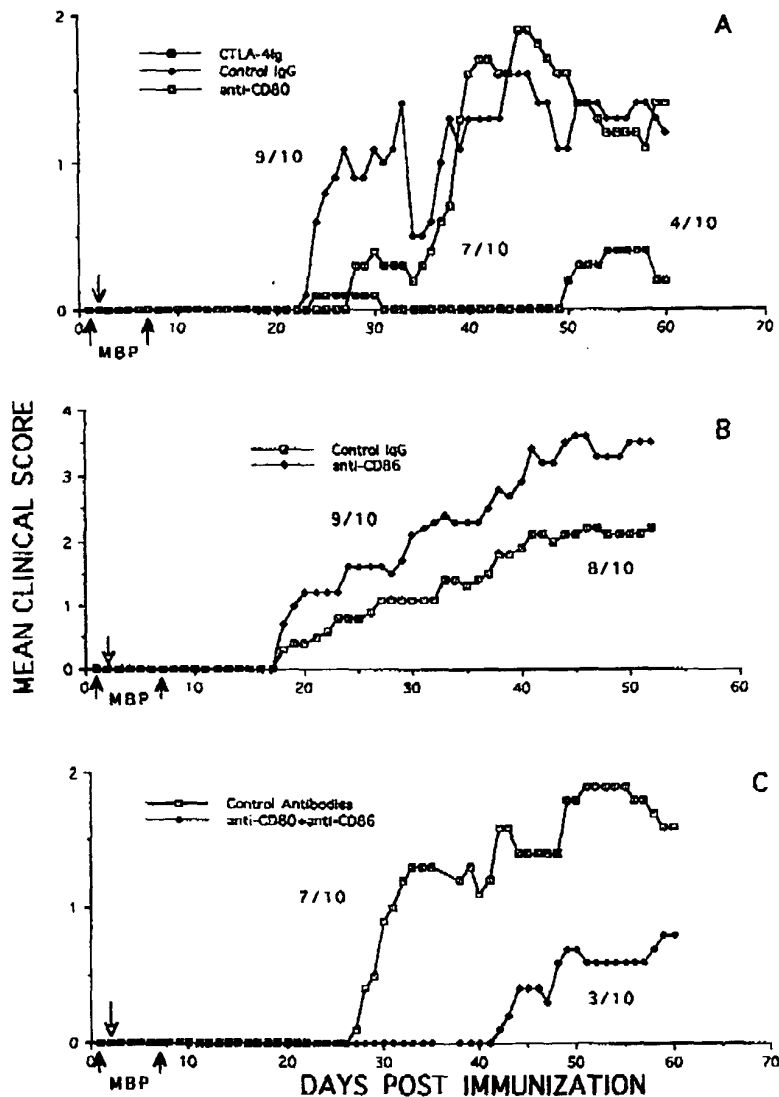 A
CTLA-4Ig
Control IgG
anti-CD80
2
1
0
9/10
7/10
4/10
0 10 20 30 40 50 60 70
MBP
MEAN CLINICAL SCORE
B
Control IgG
anti-CD86
4
3
2
1
0
9/10
8/10
0 10 20 30 40 50 60
MBP
C
Control Antibodies
anti-CD80+anti-CD86
2
1
0
7/10
3/10
0 10 20 30 40 50 60 70
MBP
DAYS POST IMMUNIZATION